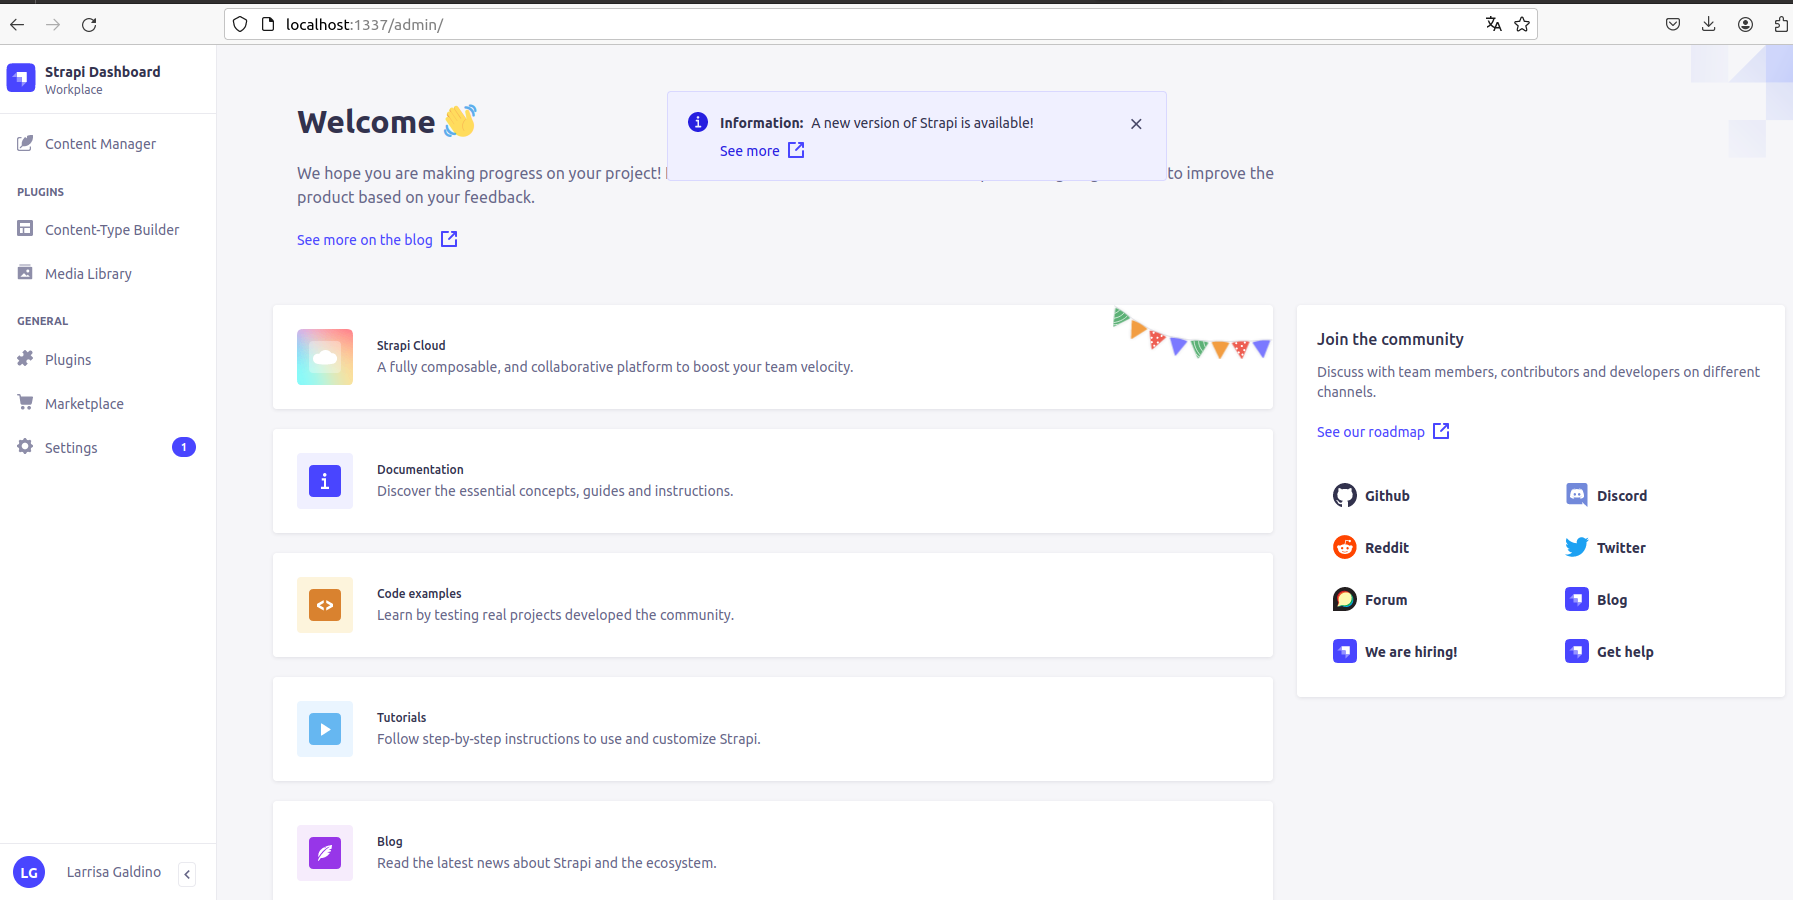 localhost:1337/admin/
Strapi Dashboard
Workplace
Content Manager
PLUGINS
Content-Type Builder
Media Library
GENERAL
Plugins
Marketplace
Settings
1
LG
Larrisa Galdino
Welcome
Information: A new version of Strapi is available!
See more
We hope you are making progress on your project! to improve the
product based on your feedback.
See more on the blog
Strapi Cloud
A fully composable, and collaborative platform to boost your team velocity.
Documentation
Discover the essential concepts, guides and instructions.
Code examples
Learn by testing real projects developed the community.
Tutorials
Follow step-by-step instructions to use and customize Strapi.
Blog
Read the latest news about Strapi and the ecosystem.
Join the community
Discuss with team members, contributors and developers on different
channels.
See our roadmap
Github
Discord
Reddit
Twitter
Forum
Blog
We are hiring!
Get help